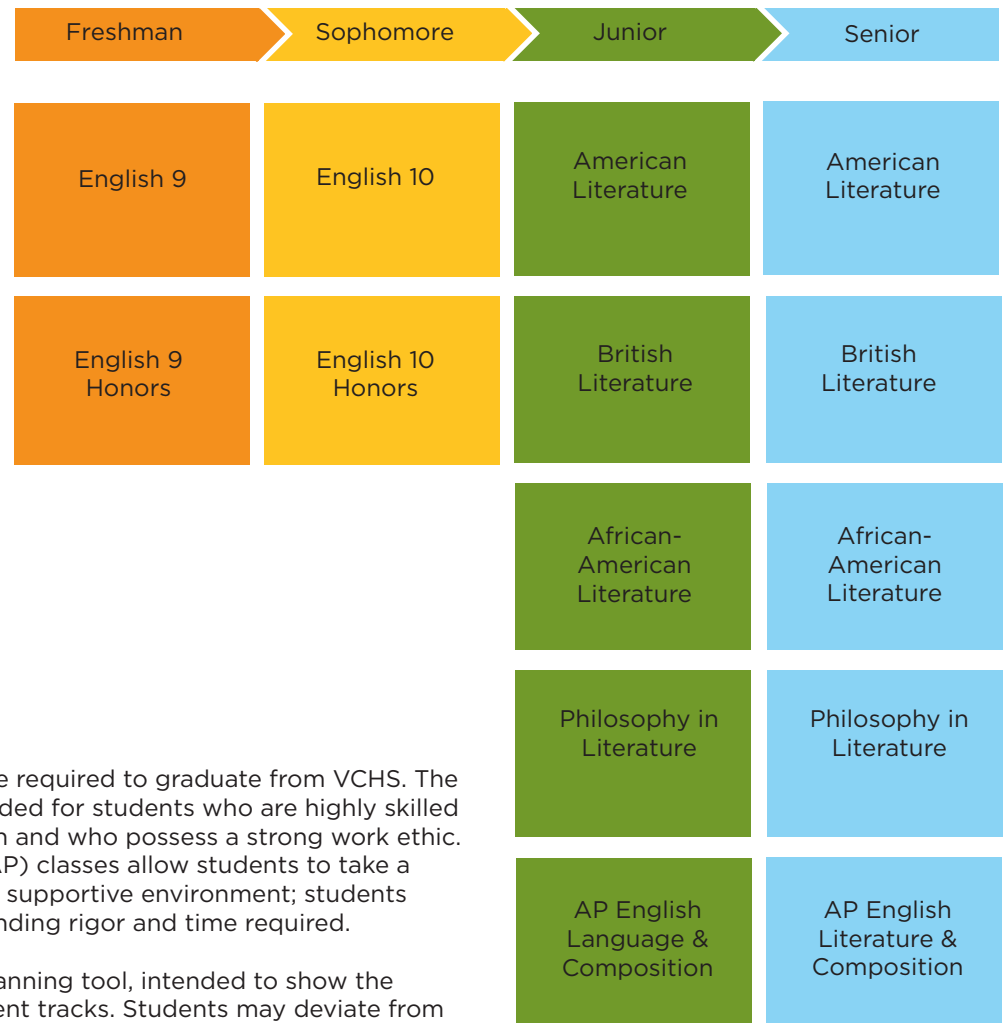 Freshman
Sophomore
Junior
Senior
English 9
English 10
American
Literature
American
Literature
English 9
Honors
English 10
Honors
British
Literature
British
Literature
African-
American
Literature
African-
American
Literature
Philosophy in
Literature
Philosophy in
Literature
AP English
Language &
Composition
AP English
Literature &
Composition
required to graduate from VCHS. The
for students who are highly skilled
and who possess a strong work ethic.
classes allow students to take a
supportive environment; students
rigor and time required.
tool, intended to show the
tracks. Students may deviate from